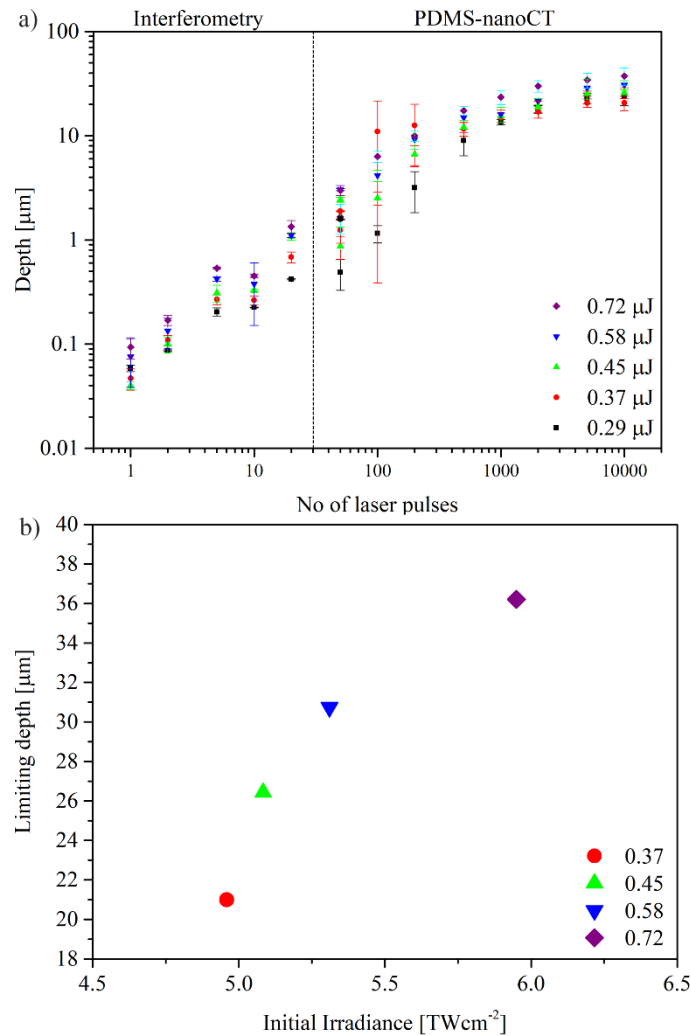 a)
Interferometry
PDMS-nanoCT
100
10
1
0.1
0.01
Depth [μm]
0.72 μJ
0.58 μJ
0.45 μJ
0.37 μJ
0.29 μJ
1
10
100
1000
10000
No of laser pulses
b)
40
38
36
34
32
30
28
26
24
22
20
18
Limiting depth [μm]
0.37
0.45
0.58
0.72
4.5
5.0
5.5
6.0
6.5
Initial Irradiance [TWcm⁻²]